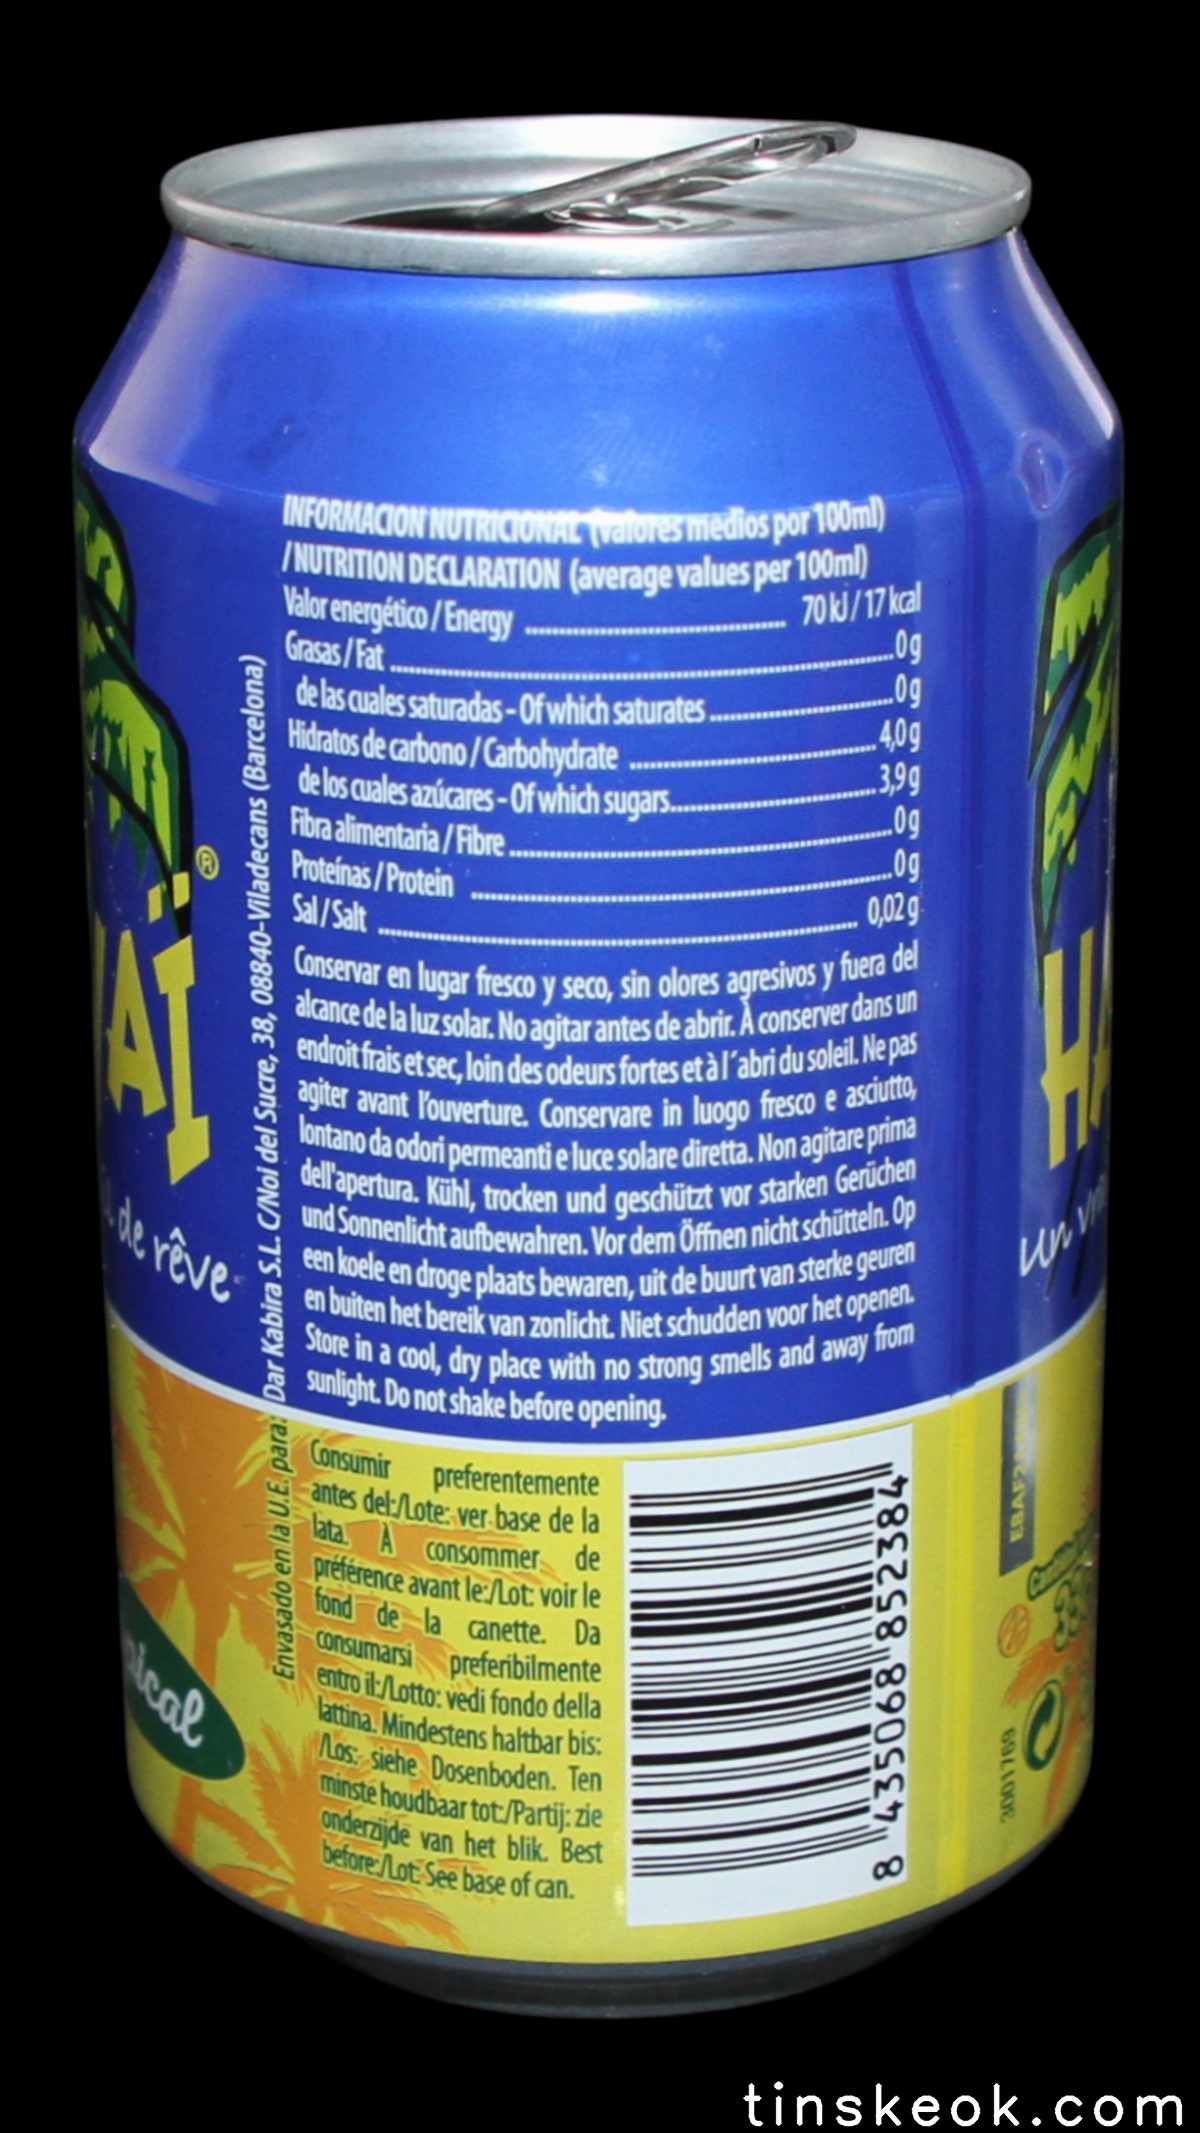 INFORMACION NUTRICIONAL (valores medios por 100ml)
/ NUTRITION DECLARATION (average values per 100ml)
Valor energético / Energy ........ 70 kJ / 17 kcal
Grasas / Fat ........ 0 g
de las cuales saturadas - Of which saturates ........ 0 g
Hidratos de carbono / Carbohydrate ........ 4,0 g
de los cuales azúcares - Of which sugars ........ 3,9 g
Fibra alimentaria / Fibre ........ 0 g
Proteínas / Protein ........ 0 g
Sal / Salt ........ 0,02 g
Conservar en lugar fresco y seco, sin olores agresivos y fuera del
alcance de la luz solar. No agitar antes de abrir. À conserver dans un
endroit frais et sec, loin des odeurs fortes et à l´abri du soleil. Ne pas
agiter avant l'ouverture. Conservare in luogo fresco e asciutto,
lontano da odori permeanti e luce solare diretta. Non agitare prima
dell'apertura. Kühl, trocken und geschützt vor starken Gerüchen
und Sonnenlicht aufbewahren. Vor dem Öffnen nicht schütteln. Op
een koele en droge plaats bewaren, uit de buurt van sterke geuren
en buiten het bereik van zonlicht. Niet schudden voor het openen.
Store in a cool, dry place with no strong smells and away from
sunlight. Do not shake before opening.
Envasado en la U.E. para: Dar Kabira S.L. C/Noi del Sucre, 38, 08840-Viladecans (Barcelona)
Consumir preferentemente
antes del:/Lote: ver base de la
lata. À consommer de
préférence avant le:/Lot: voir le
fond de la canette. Da
consumarsi preferibilmente
entro il:/Lotto: vedi fondo della
lattina. Mindestens haltbar bis:
/Los: siehe Dosenboden. Ten
minste houdbaar tot:/Partij: zie
onderzijde van het blik. Best
before:/Lot: See base of can.
8 435068 852384
AÏ ®
de rêve
ical
HA
un
3001769
tinskeok.com